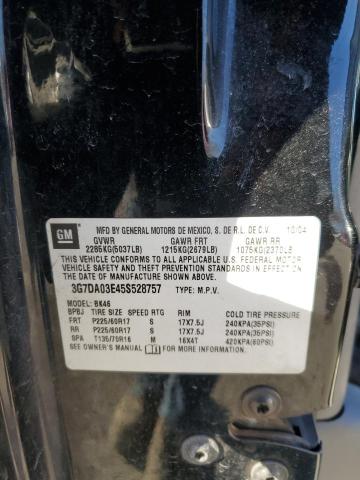 GM
MFD BY GENERAL MOTORS DE MEXICO, S. DE R.L. DE C.V. 10/04
GVWR GAWR FRT GAWR RR
2285KG(5037LB) 1215KG(2679LB) 1075KG(2370LB
THIS VEHICLE CONFORMS TO ALL APPLICABLE U.S. FEDERAL MOTOR
VEHICLE SAFETY, AND THEFT PREVENTION STANDARDS IN EFFECT
ON THE DATE OF MANUFACTURE SHOWN ABOVE.
3G7DA03E45S528757 TYPE: M.P.V.
MODEL: BK46
BPBJ TIRE SIZE SPEED RTG RIM COLD TIRE PRESSURE
FRT P225/60R17 S 17X7.5J 240KPA(35PSI)
RR P225/60R17 S 17X7.5J 240KPA(35PSI)
SPA T135/70R16 M 16X4T 420KPA(60PSI)
SEE OWNER'S MANUAL FOR ADDITIONAL INFORMATION